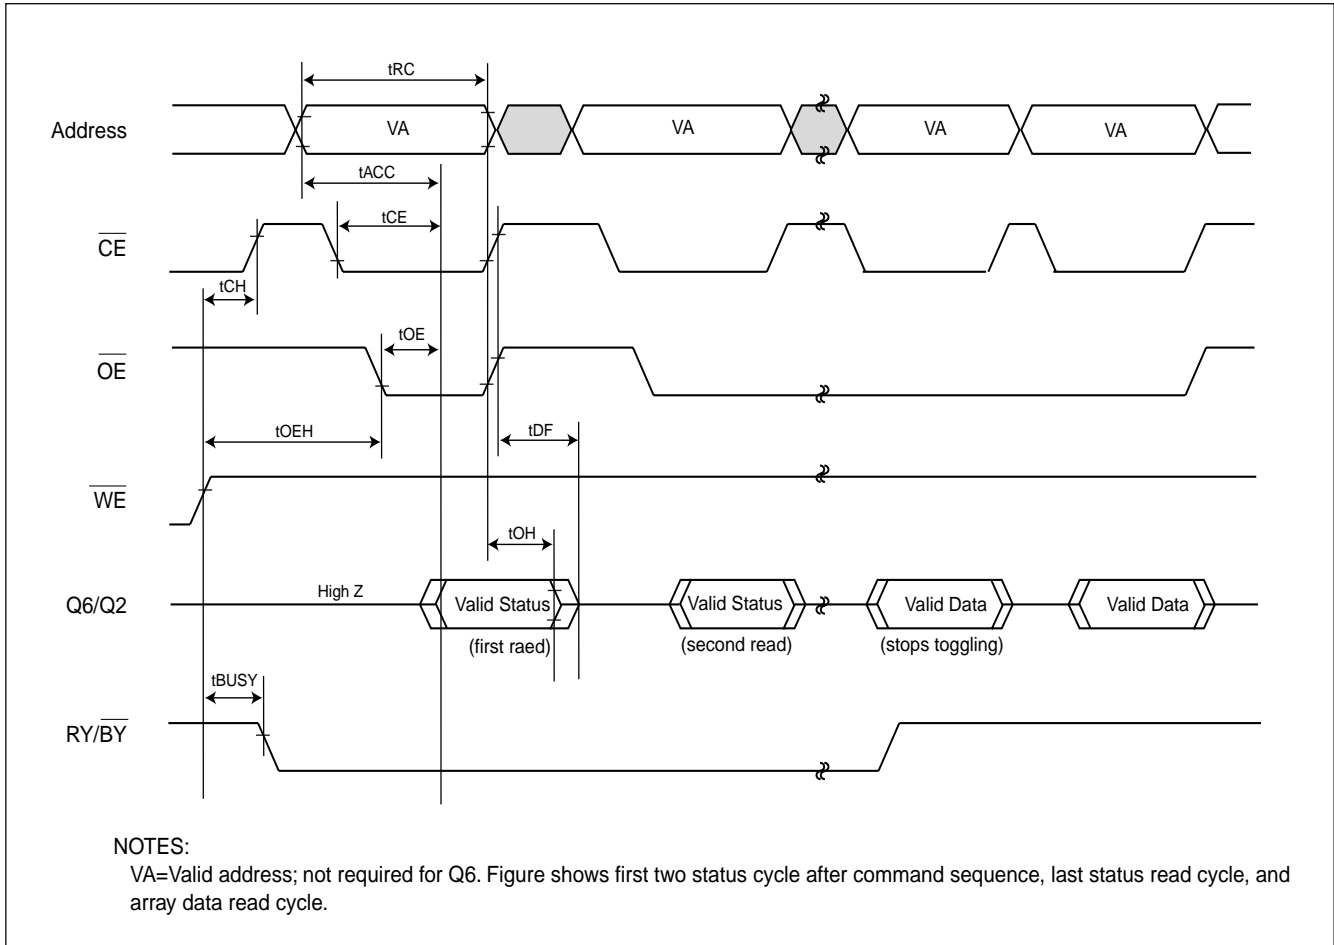 tRC
Address
VA
VA
VA
VA
tACC
tCE
CE
tCH
tOE
OE
tOEH
tDF
WE
tOH
Q6/Q2
High Z
Valid Status
Valid Status
Valid Data
Valid Data
(first raed)
(second read)
(stops toggling)
tBUSY
RY/BY
NOTES:
VA=Valid address; not required for Q6. Figure shows first two status cycle after command sequence, last status read cycle, and
array data read cycle.